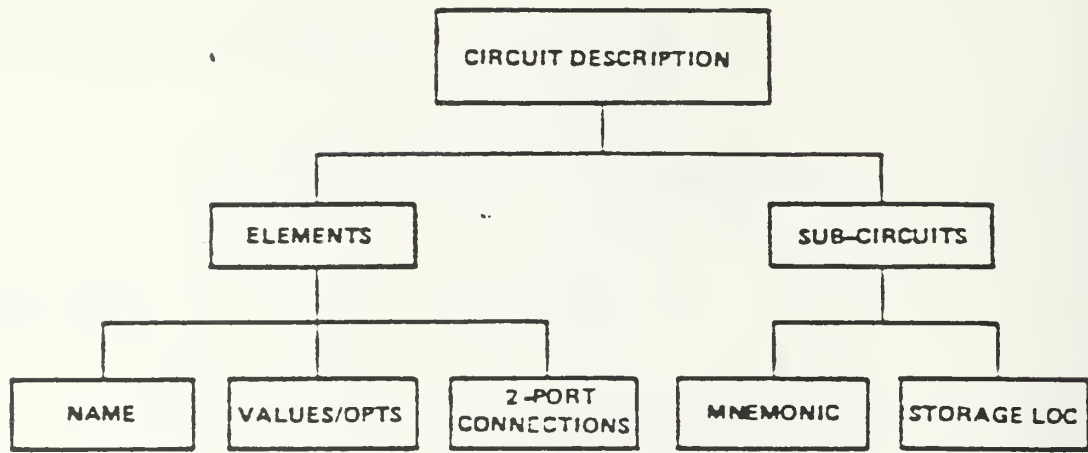 CIRCUIT DESCRIPTION
ELEMENTS
SUB-CIRCUITS
NAME
VALUES/OPTS
2-PORT
CONNECTIONS
MNEMONIC
STORAGE LOC